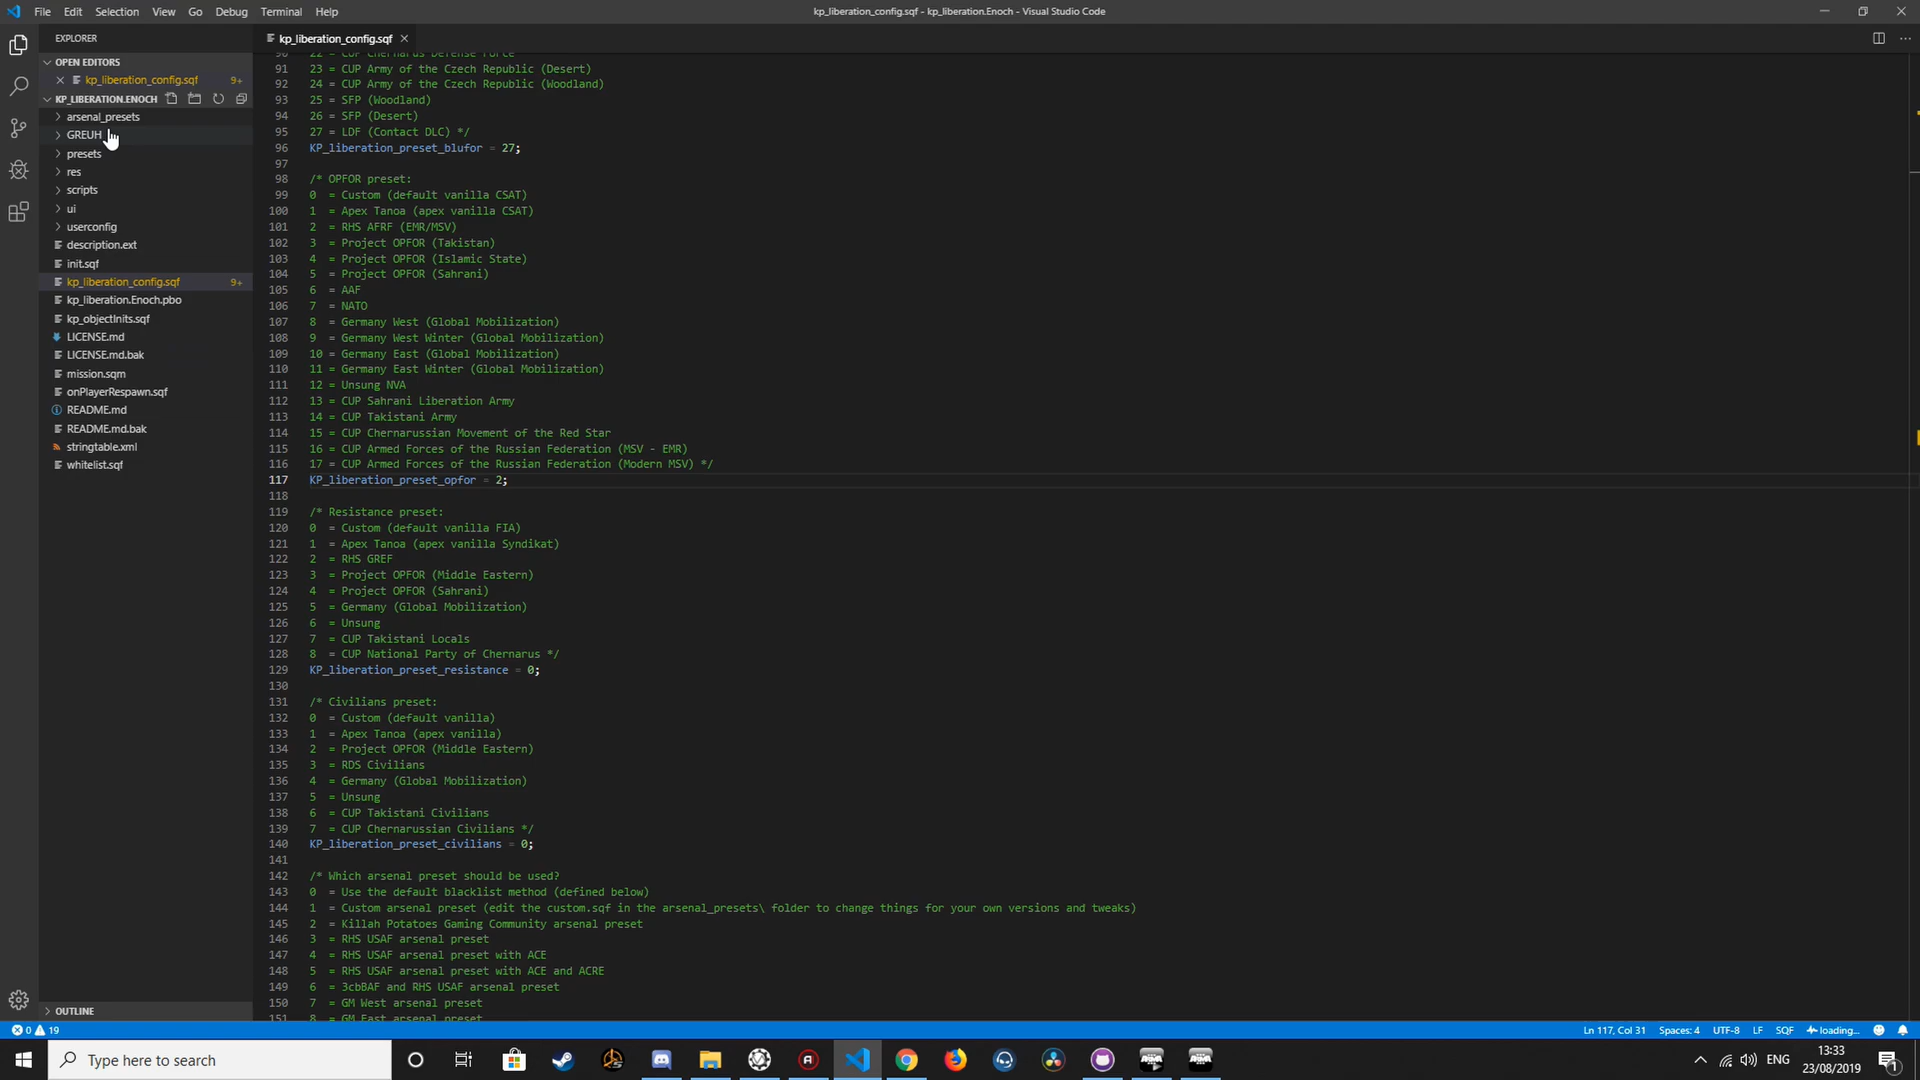 File Edit Selection View Go Debug Terminal Help
kp_liberation_config.sqf - kp_liberation.Enoch - Visual Studio Code
EXPLORER
OPEN EDITORS
kp_liberation_config.sqf 9+
KP_LIBERATION.ENOCH
arsenal_presets
GREUH
presets
res
scripts
ui
userconfig
description.ext
init.sqf
kp_liberation_config.sqf 9+
kp_liberation.Enoch.pbo
kp_objectInits.sqf
LICENSE.md
LICENSE.md.bak
mission.sqm
onPlayerRespawn.sqf
README.md
README.md.bak
stringtable.xml
whitelist.sqf
OUTLINE
kp_liberation_config.sqf
90 22 = CUP Chernarus Defense Force
91 23 = CUP Army of the Czech Republic (Desert)
92 24 = CUP Army of the Czech Republic (Woodland)
93 25 = SFP (Woodland)
94 26 = SFP (Desert)
95 27 = LDF (Contact DLC) */
96 KP_liberation_preset_blufor = 27;
97
98 /* OPFOR preset:
99 0 = Custom (default vanilla CSAT)
100 1 = Apex Tanoa (apex vanilla CSAT)
101 2 = RHS AFRF (EMR/MSV)
102 3 = Project OPFOR (Takistan)
103 4 = Project OPFOR (Islamic State)
104 5 = Project OPFOR (Sahrani)
105 6 = AAF
106 7 = NATO
107 8 = Germany West (Global Mobilization)
108 9 = Germany West Winter (Global Mobilization)
109 10 = Germany East (Global Mobilization)
110 11 = Germany East Winter (Global Mobilization)
111 12 = Unsung NVA
112 13 = CUP Sahrani Liberation Army
113 14 = CUP Takistani Army
114 15 = CUP Chernarussian Movement of the Red Star
115 16 = CUP Armed Forces of the Russian Federation (MSV - EMR)
116 17 = CUP Armed Forces of the Russian Federation (Modern MSV) */
117 KP_liberation_preset_opfor = 2;
118
119 /* Resistance preset:
120 0 = Custom (default vanilla FIA)
121 1 = Apex Tanoa (apex vanilla Syndikat)
122 2 = RHS GREF
123 3 = Project OPFOR (Middle Eastern)
124 4 = Project OPFOR (Sahrani)
125 5 = Germany (Global Mobilization)
126 6 = Unsung
127 7 = CUP Takistani Locals
128 8 = CUP National Party of Chernarus */
129 KP_liberation_preset_resistance = 0;
130
131 /* Civilians preset:
132 0 = Custom (default vanilla)
133 1 = Apex Tanoa (apex vanilla)
134 2 = Project OPFOR (Middle Eastern)
135 3 = RDS Civilians
136 4 = Germany (Global Mobilization)
137 5 = Unsung
138 6 = CUP Takistani Civilians
139 7 = CUP Chernarussian Civilians */
140 KP_liberation_preset_civilians = 0;
141
142 /* Which arsenal preset should be used?
143 0 = Use the default blacklist method (defined below)
144 1 = Custom arsenal preset (edit the custom.sqf in the arsenal_presets\ folder to change things for your own versions and tweaks)
145 2 = Killah Potatoes Gaming Community arsenal preset
146 3 = RHS USAF arsenal preset
147 4 = RHS USAF arsenal preset with ACE
148 5 = RHS USAF arsenal preset with ACE and ACRE
149 6 = 3cbBAF and RHS USAF arsenal preset
150 7 = GM West arsenal preset
151 8 = GM East arsenal preset
0 19
Ln 117, Col 31 Spaces: 4 UTF-8 LF SQF loading...
Type here to search
ENG
13:33
23/08/2019
1